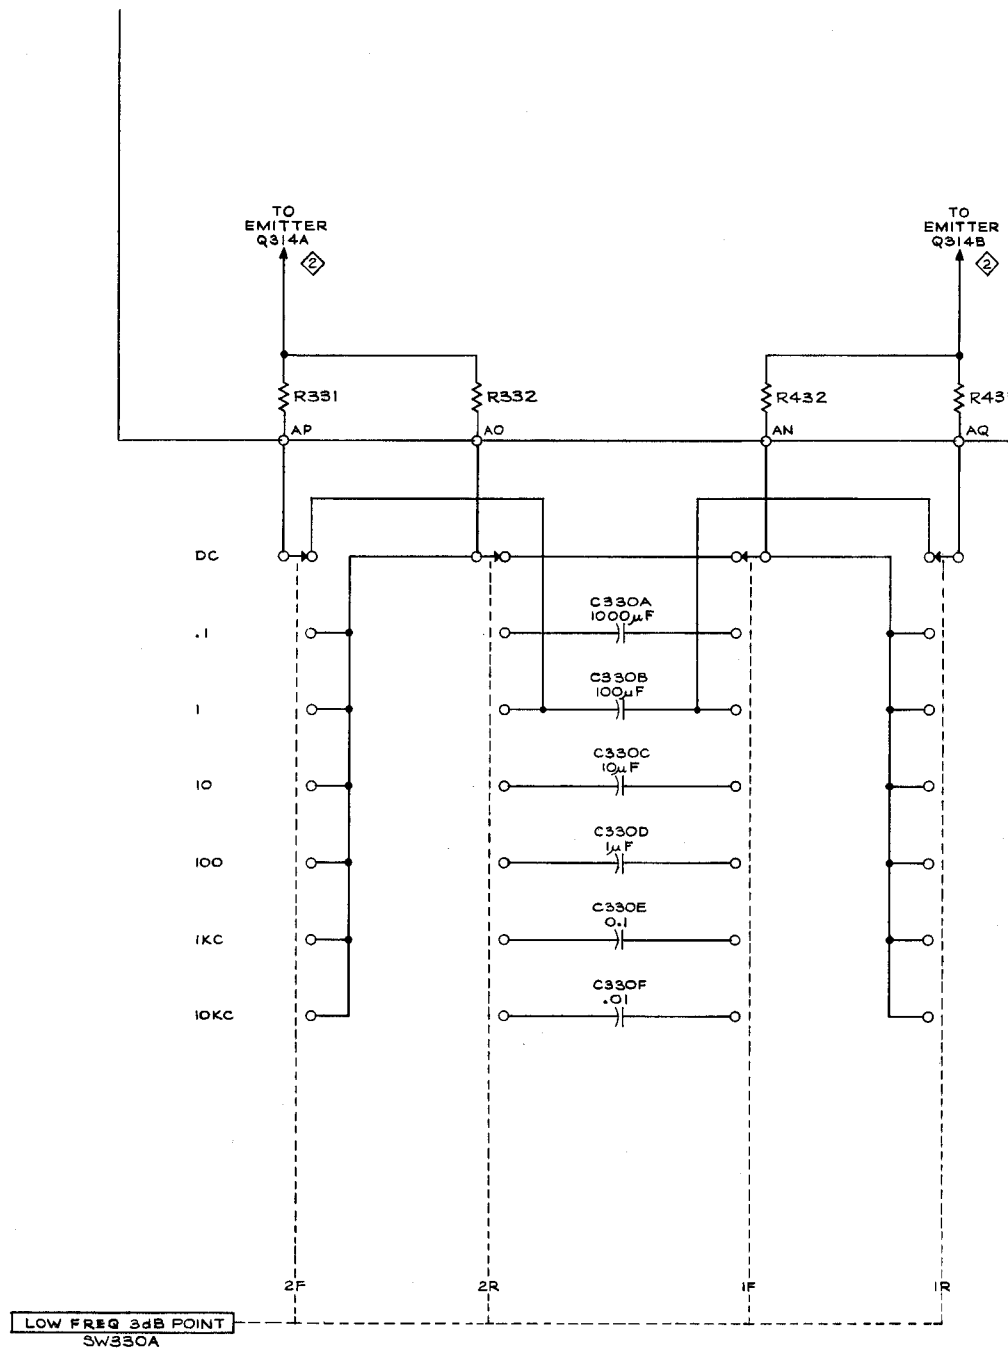 TO
EMITTER
Q314A
2
TO
EMITTER
Q314B
2
R331
R332
R432
R431
AP
AO
AN
AQ
DC
C330A
1000µF
.1
C330B
100µF
1
C330C
10µF
10
C330D
1µF
100
C330E
0.1
1KC
C330F
.01
10KC
2F
2R
1F
1R
LOW FREQ 3dB POINT
SW330A